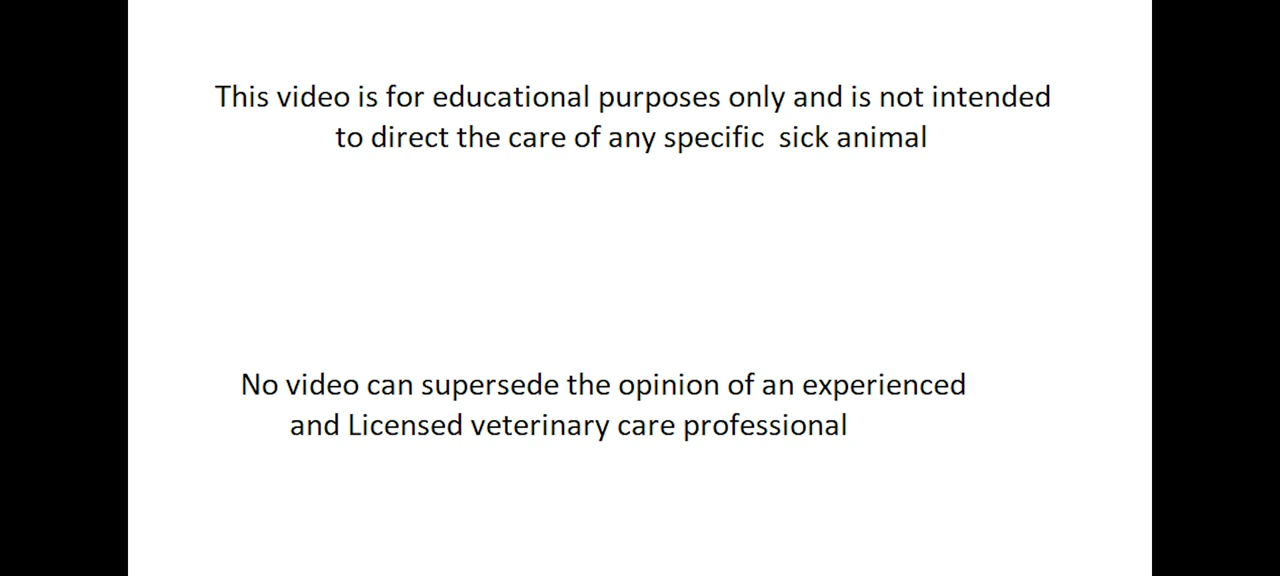 This video is for educational purposes only and is not intended
to direct the care of any specific  sick animal
No video can supersede the opinion of an experienced
and Licensed veterinary care professional